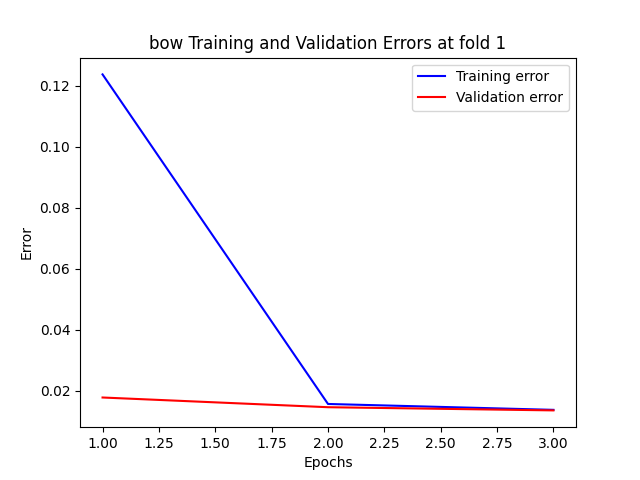 bow Training and Validation Errors at fold 1
Training error
Validation error
0.12
0.10
0.08
0.06
0.04
0.02
Error
1.00 1.25 1.50 1.75 2.00 2.25 2.50 2.75 3.00
Epochs